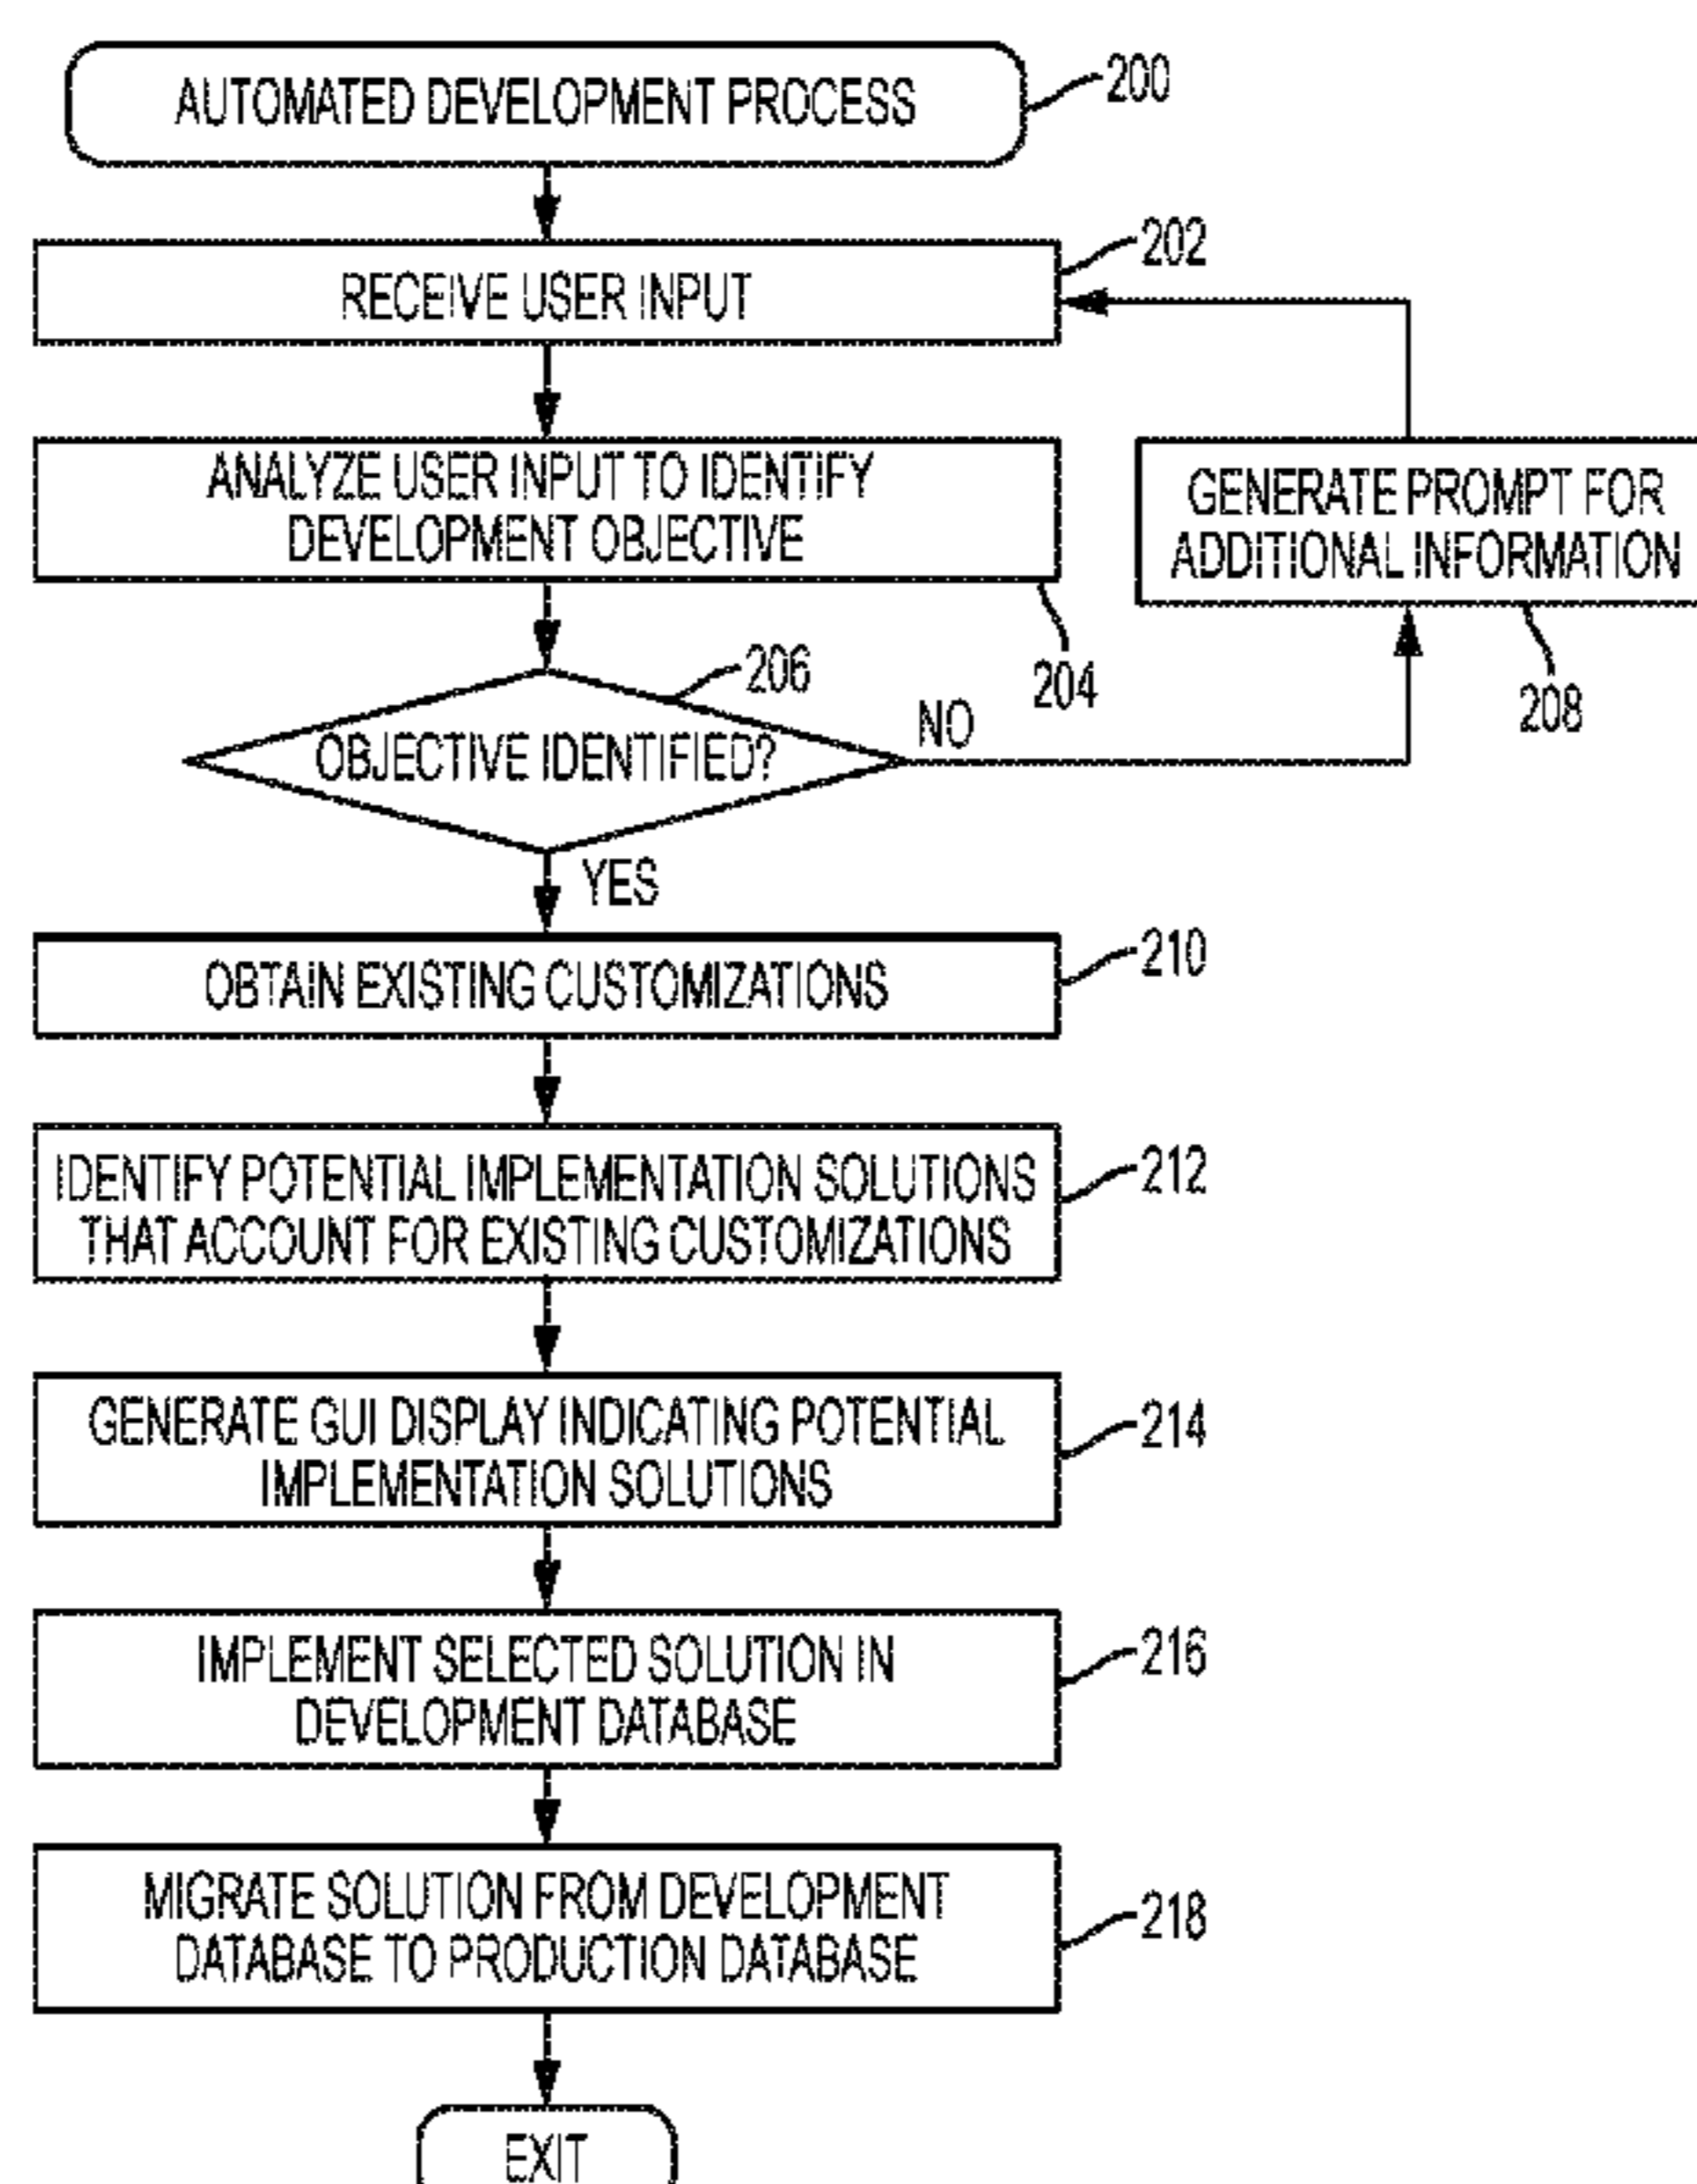 AUTOMATED DEVELOPMENT PROCESS
200
RECEIVE USER INPUT
202
ANALYZE USER INPUT TO IDENTIFY
DEVELOPMENT OBJECTIVE
204
GENERATE PROMPT FOR
ADDITIONAL INFORMATION
208
206
OBJECTIVE IDENTIFIED?
NO
YES
OBTAIN EXISTING CUSTOMIZATIONS
210
IDENTIFY POTENTIAL IMPLEMENTATION SOLUTIONS
THAT ACCOUNT FOR EXISTING CUSTOMIZATIONS
212
GENERATE GUI DISPLAY INDICATING POTENTIAL
IMPLEMENTATION SOLUTIONS
214
IMPLEMENT SELECTED SOLUTION IN
DEVELOPMENT DATABASE
216
MIGRATE SOLUTION FROM DEVELOPMENT
DATABASE TO PRODUCTION DATABASE
218
EXIT